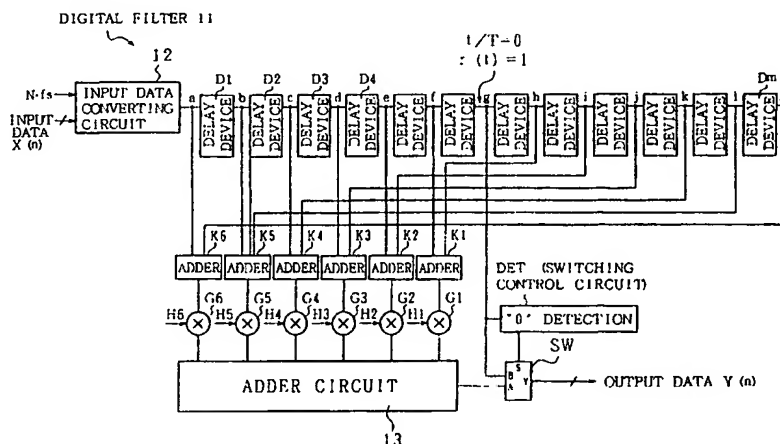 DIGITAL FILTER 11
12
t/T=0
r(t)=1
N·fs
INPUT DATA
CONVERTING
CIRCUIT
INPUT
DATA
X(n)
a
D1
b
D2
c
D3
d
D4
e
f
g
h
i
j
k
l
Dm
DELAY
DEVICE
DELAY
DEVICE
DELAY
DEVICE
DELAY
DEVICE
DELAY
DEVICE
DELAY
DEVICE
DELAY
DEVICE
DELAY
DEVICE
DELAY
DEVICE
DELAY
DEVICE
DELAY
DEVICE
DELAY
DEVICE
K6
K5
K4
K3
K2
K1
ADDER
ADDER
ADDER
ADDER
ADDER
ADDER
DET (SWITCHING
CONTROL CIRCUIT)
"0" DETECTION
G6
G5
G4
G3
G2
G1
H6
H5
H4
H3
H2
H1
SW
S
B
A
Y
ADDER CIRCUIT
OUTPUT DATA Y(n)
13